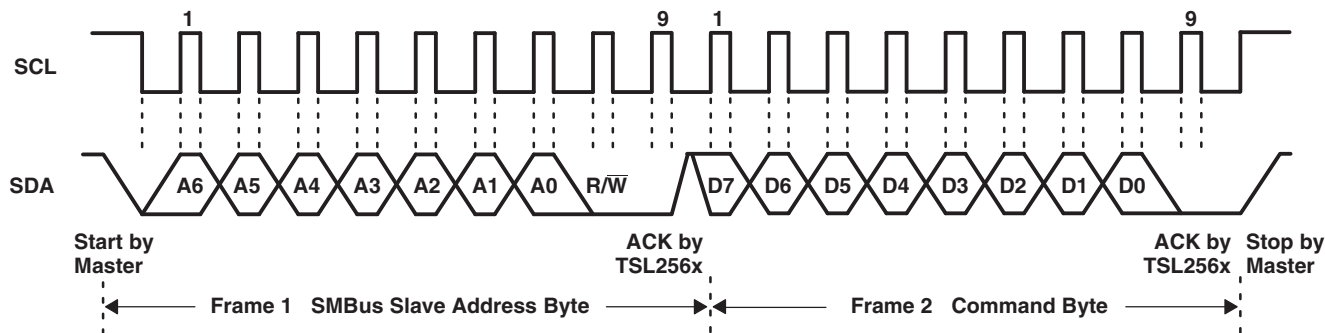 1 9 1 9
SCL
SDA A6 A5 A4 A3 A2 A1 A0 R/W̅ D7 D6 D5 D4 D3 D2 D1 D0
Start by
Master
ACK by
TSL256x
ACK by
TSL256x
Stop by
Master
Frame 1 SMBus Slave Address Byte
Frame 2 Command Byte